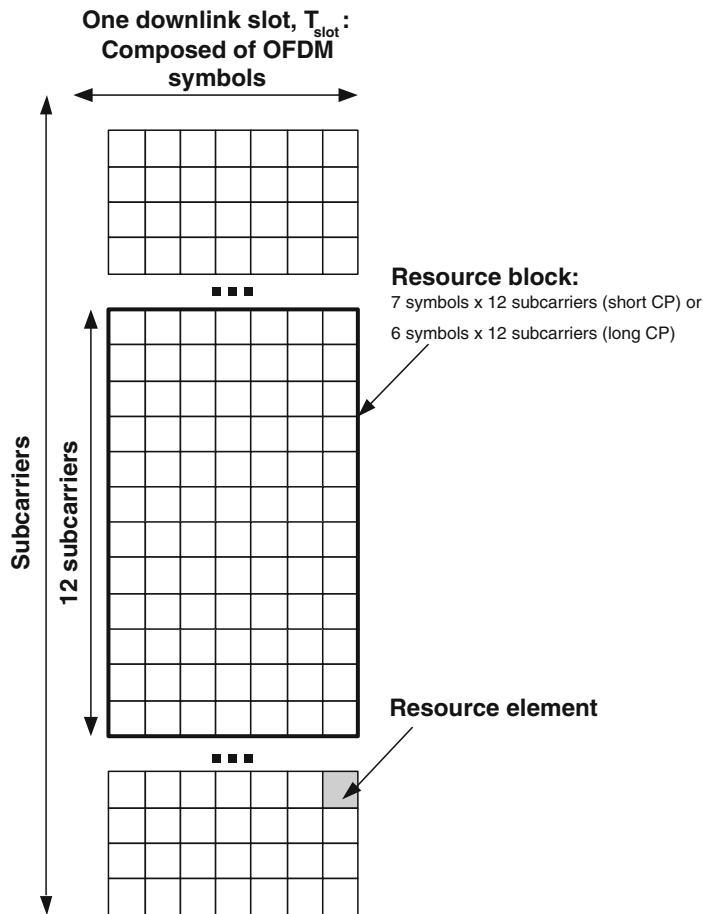 One downlink slot, T_slot:
Composed of OFDM
symbols
Resource block:
7 symbols x 12 subcarriers (short CP) or
6 symbols x 12 subcarriers (long CP)
Subcarriers
12 subcarriers
Resource element